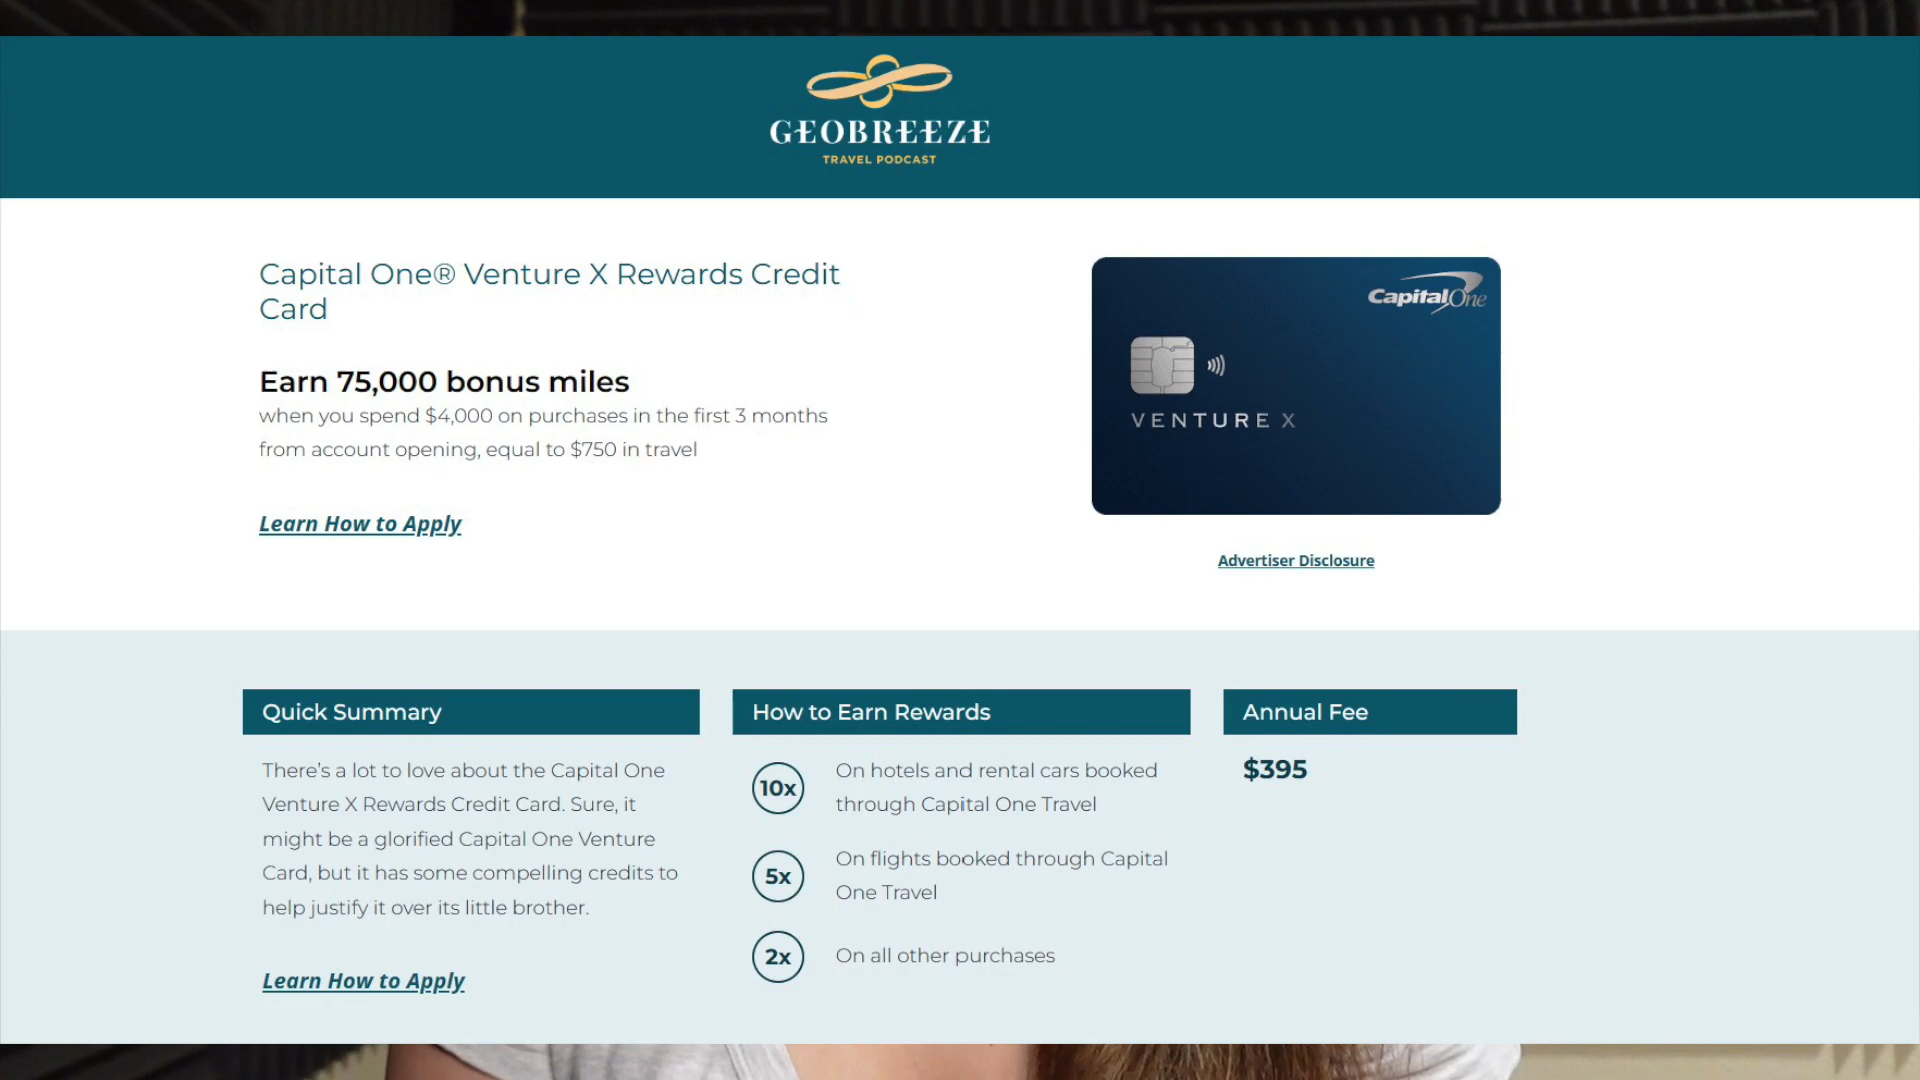 GEOBREEZE
TRAVEL PODCAST
Capital One® Venture X Rewards Credit
Card
Earn 75,000 bonus miles
when you spend $4,000 on purchases in the first 3 months
from account opening, equal to $750 in travel
Learn How to Apply
CapitalOne
VENTURE X
Advertiser Disclosure
Quick Summary
There's a lot to love about the Capital One
Venture X Rewards Credit Card. Sure, it
might be a glorified Capital One Venture
Card, but it has some compelling credits to
help justify it over its little brother.
Learn How to Apply
How to Earn Rewards
10x
On hotels and rental cars booked
through Capital One Travel
5x
On flights booked through Capital
One Travel
2x
On all other purchases
Annual Fee
$395